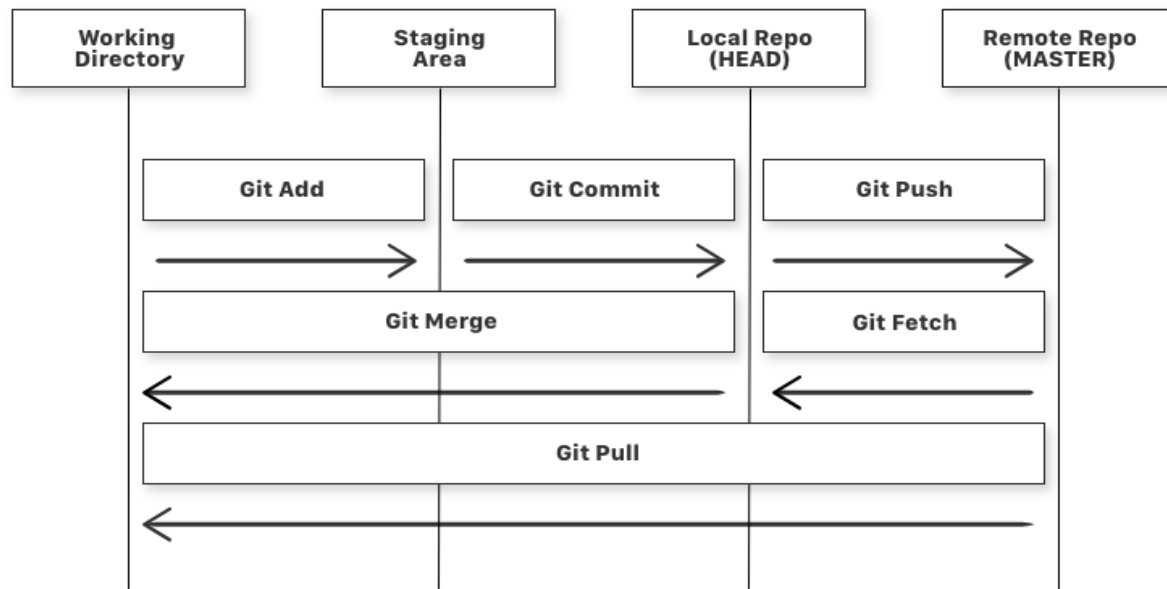 Working
Directory
Staging
Area
Local Repo
(HEAD)
Remote Repo
(MASTER)
Git Add
Git Commit
Git Push
Git Merge
Git Fetch
Git Pull